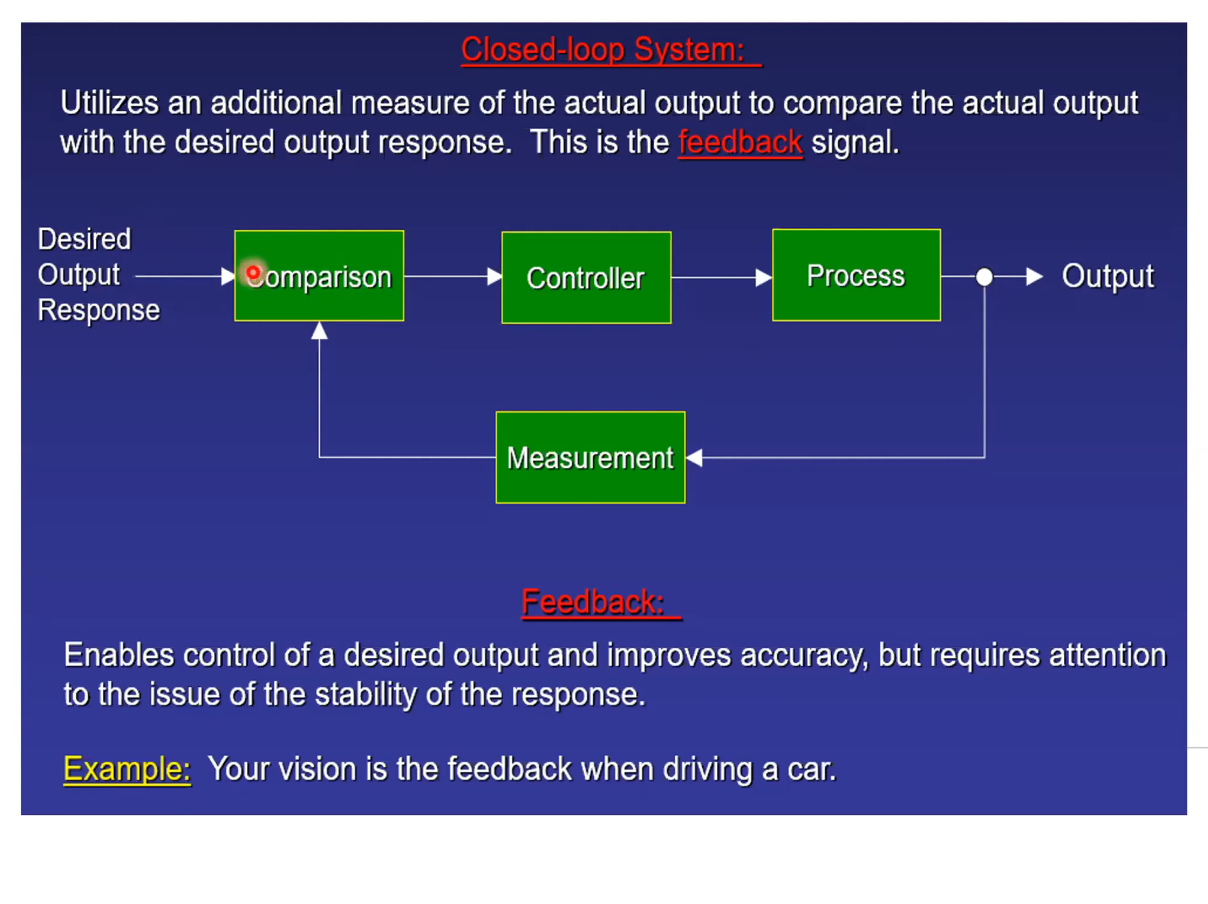 Closed-loop System:
Utilizes an additional measure of the actual output to compare the actual output
with the desired output response. This is the feedback signal.
Desired
Output
Response
Comparison
Controller
Process
Output
Measurement
Feedback:
Enables control of a desired output and improves accuracy, but requires attention
to the issue of the stability of the response.
Example: Your vision is the feedback when driving a car.